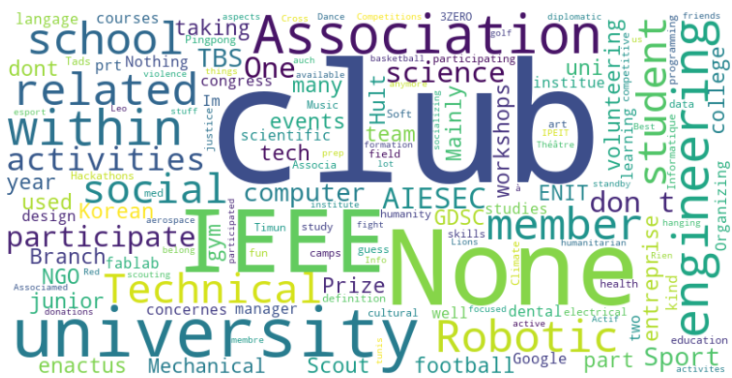 langage courses taking Association 3ZERO Cross Dance Competitions aspects diplomatic friends
school TBS One Pingpong golf auch basketball participating
dont Tads prt Nothing congress many science available anymore us
related violence things Im Hult Music Mainly uni institue volunteering competitive programming
within esport stuff Leo justice scientific events team Soft socializing workshops art IPEIT Théâtre learning data college
activities Hackathons tech formation field lot Best Informatique
year med social prep Associa club student engineering
used computer AIESEC ENIT don t standby Organizing
design Korean institute IEEE GDSC studies member
participate aerospace Timun humanity None hanging
Branch gym participated fun study fight skills Lions humanitarian entreprise
NGO fablab belong camps guess Info Climate Rien
Associamed Red scouting Technical Prize health kind
junior donations concernes manager definition cultural well dental electrical two Sport
university tunis active focused Robotic Actif education
enactus Mechanical membre Scout football Google part activites